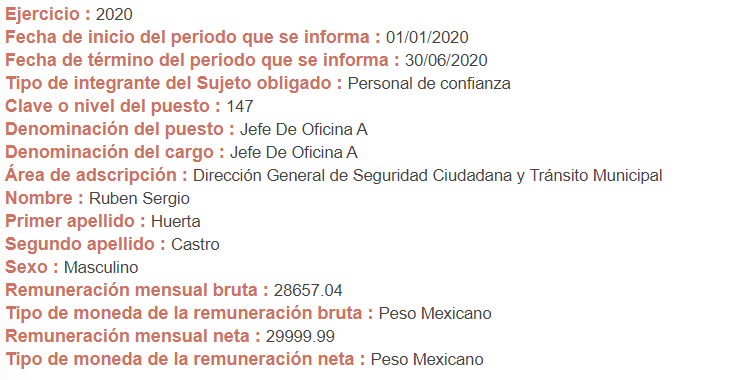 Ejercicio : 2020
Fecha de inicio del periodo que se informa : 01/01/2020
Fecha de término del periodo que se informa : 30/06/2020
Tipo de integrante del Sujeto obligado : Personal de confianza
Clave o nivel del puesto : 147
Denominación del puesto : Jefe De Oficina A
Denominación del cargo : Jefe De Oficina A
Área de adscripción : Dirección General de Seguridad Ciudadana y Tránsito Municipal
Nombre : Ruben Sergio
Primer apellido : Huerta
Segundo apellido : Castro
Sexo : Masculino
Remuneración mensual bruta : 28657.04
Tipo de moneda de la remuneración bruta : Peso Mexicano
Remuneración mensual neta : 29999.99
Tipo de moneda de la remuneración neta : Peso Mexicano